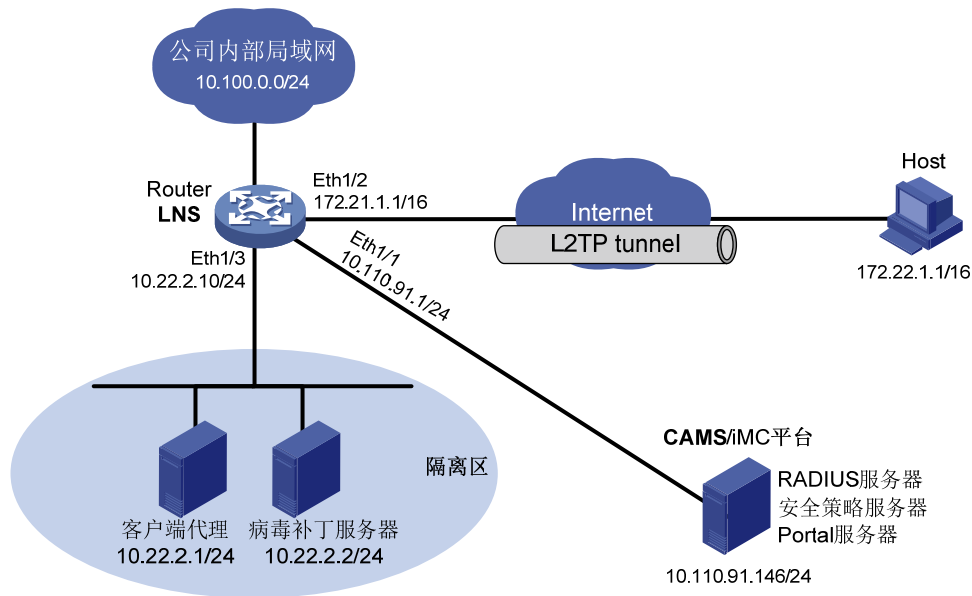 公司内部局域网
10.100.0.0/24
Router
LNS
Eth1/2
172.21.1.1/16
Internet
L2TP tunnel
Host
172.22.1.1/16
Eth1/3
10.22.2.10/24
Eth1/1
10.110.91.1/24
隔离区
客户端代理
10.22.2.1/24
病毒补丁服务器
10.22.2.2/24
CAMS/iMC平台
RADIUS服务器
安全策略服务器
Portal服务器
10.110.91.146/24